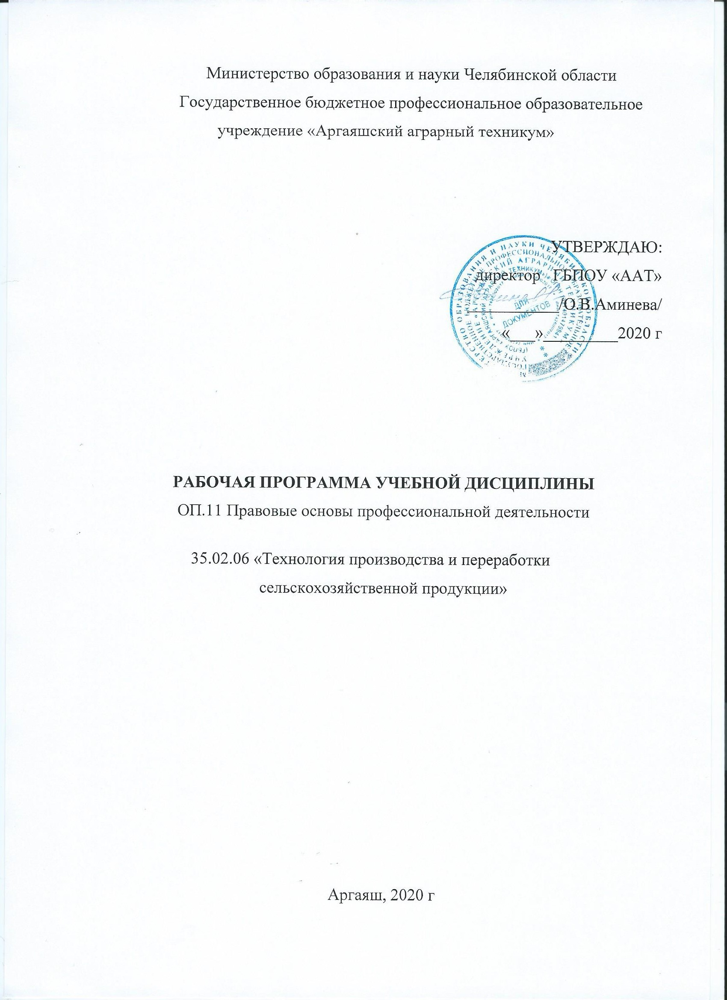 Министерство образования и науки Челябинской области
Государственное бюджетное профессиональное образовательное
учреждение «Аргаяшский аграрный техникум»
УТВЕРЖДАЮ:
директор ГБПОУ «ААТ»
___________/О.В.Аминева/
«___»_________2020 г
ДЛЯ
ДОКУМЕНТОВ
РАБОЧАЯ ПРОГРАММА УЧЕБНОЙ ДИСЦИПЛИНЫ
ОП.11 Правовые основы профессиональной деятельности
35.02.06 «Технология производства и переработки
сельскохозяйственной продукции»
Аргаяш, 2020 г